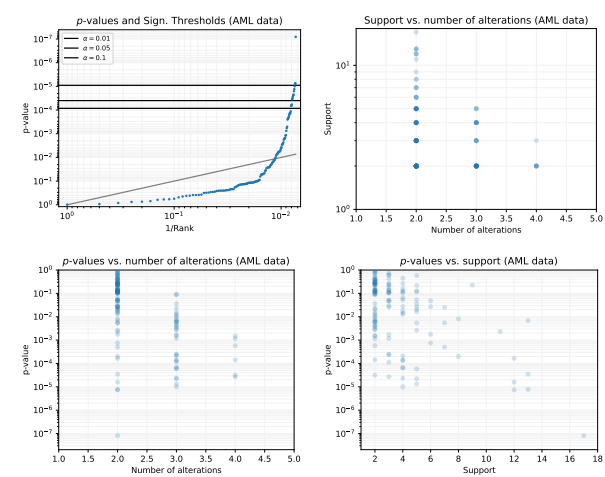 p-values and Sign. Thresholds (AML data)
α = 0.01
α = 0.05
α = 0.1
10⁻⁷
10⁻⁶
10⁻⁵
10⁻⁴
10⁻³
10⁻²
10⁻¹
10⁰
p-value
10⁰
10⁻¹
10⁻²
1/Rank
Support vs. number of alterations (AML data)
10¹
10⁰
Support
1.0 1.5 2.0 2.5 3.0 3.5 4.0 4.5 5.0
Number of alterations
p-values vs. number of alterations (AML data)
10⁰
10⁻¹
10⁻²
10⁻³
10⁻⁴
10⁻⁵
10⁻⁶
10⁻⁷
p-value
1.0 1.5 2.0 2.5 3.0 3.5 4.0 4.5 5.0
Number of alterations
p-values vs. support (AML data)
10⁰
10⁻¹
10⁻²
10⁻³
10⁻⁴
10⁻⁵
10⁻⁶
10⁻⁷
p-value
2 4 6 8 10 12 14 16 18
Support